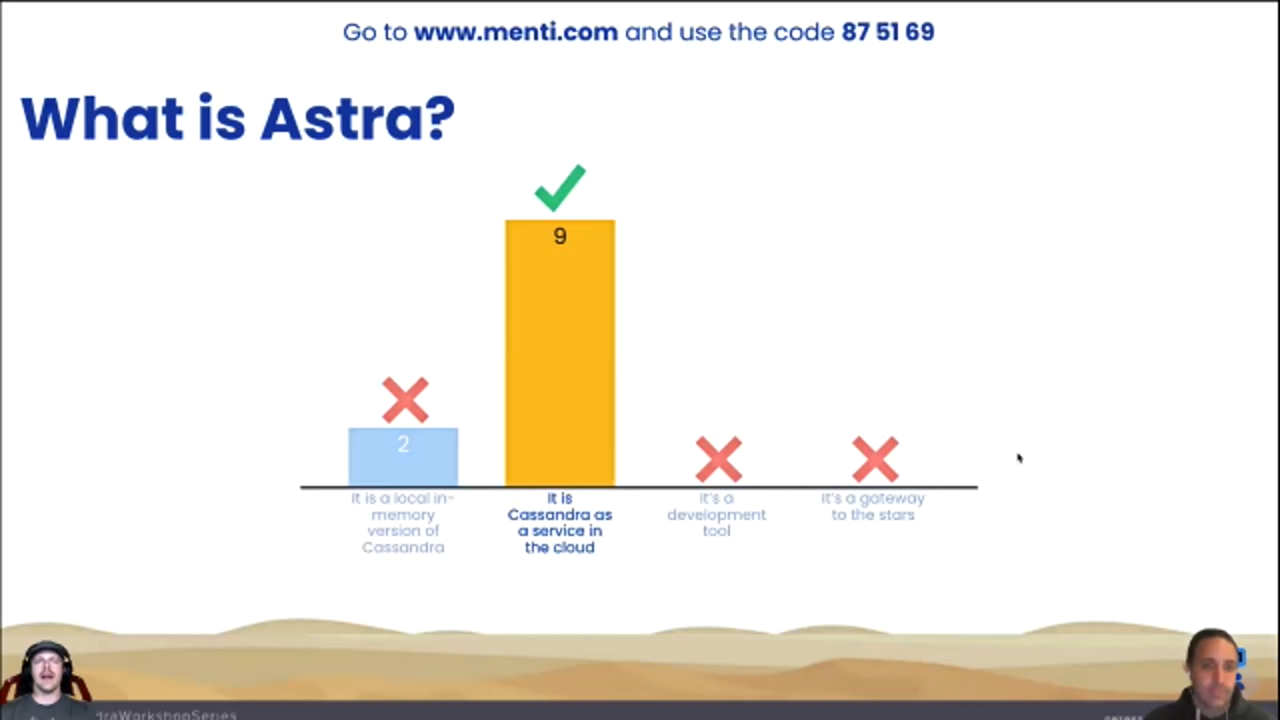 Go to www.menti.com and use the code 87 51 69
What is Astra?
9
2
It is a local in-
memory
version of
Cassandra
It is
Cassandra as
a service in
the cloud
It's a
development
tool
It's a gateway
to the stars
traWorkshopSeries